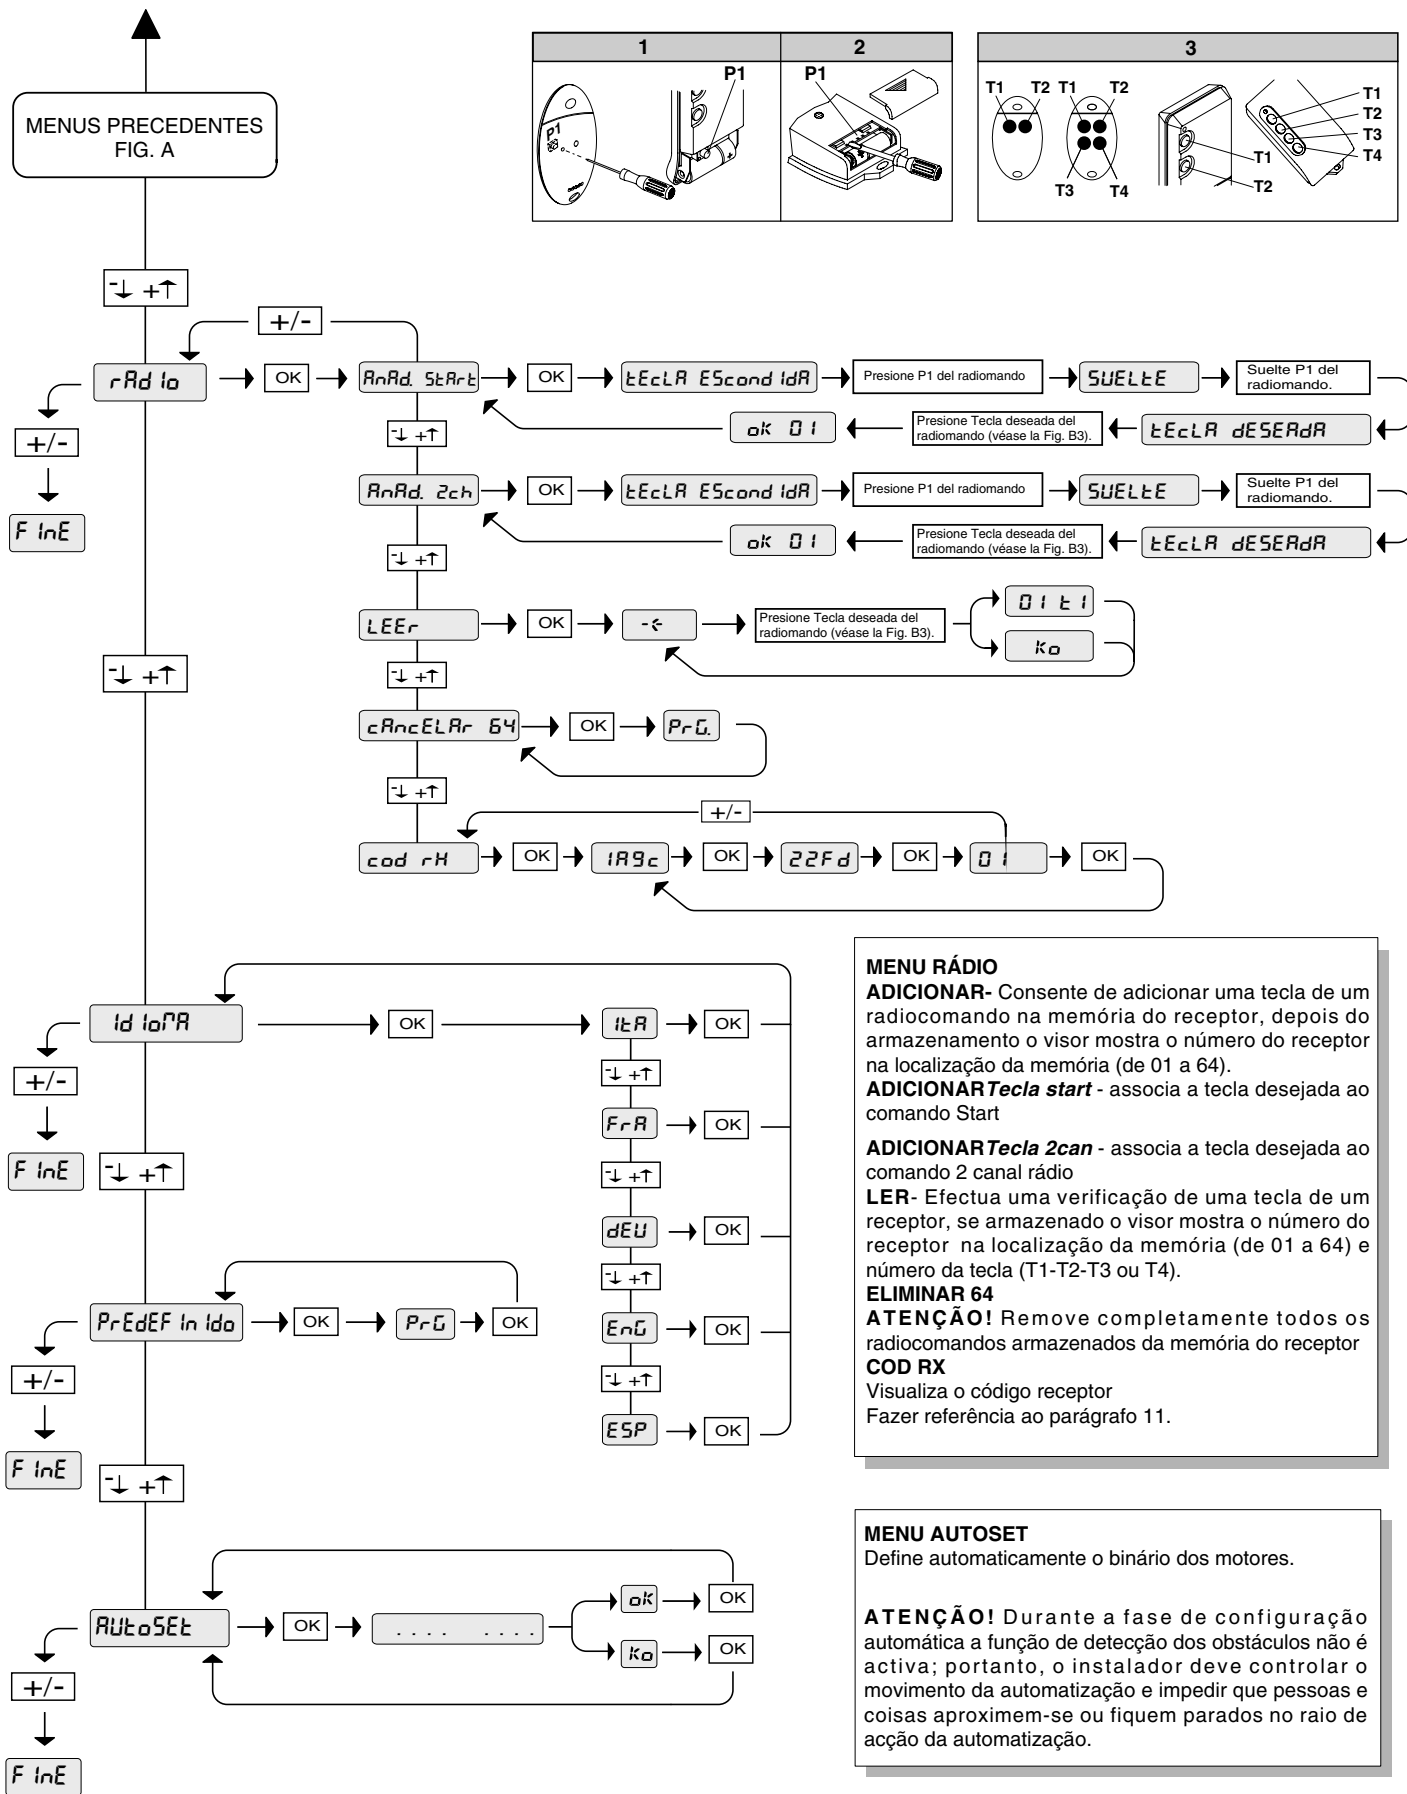 MENUS PRECEDENTES
FIG. A
1
2
P1
P1
P1
3
T1
T2
T1
T2
T3
T4
T1
T2
T1
T2
T3
T4
-↓ +↑
+/-
rAdIo
OK
AnAd. StArt
OK
tEcLA EScondIdA
Presione P1 del radiomando
SUELtE
Suelte P1 del
radiomando.
+/-
FInE
-↓ +↑
oK 01
Presione Tecla deseada del
radiomando (véase la Fig. B3).
tEcLA dESEAdA
AnAd. 2ch
OK
tEcLA EScondIdA
Presione P1 del radiomando
SUELtE
Suelte P1 del
radiomando.
-↓ +↑
oK 01
Presione Tecla deseada del
radiomando (véase la Fig. B3).
tEcLA dESEAdA
LEEr
OK
Presione Tecla deseada del
radiomando (véase la Fig. B3).
01 t1
Ko
-↓ +↑
-↓ +↑
cAncELAr 64
OK
PrG.
-↓ +↑
+/-
cod rX
OK
1A9c
OK
22Fd
OK
01
OK
IdIoMA
OK
ItA
OK
-↓ +↑
FrA
OK
-↓ +↑
dEU
OK
-↓ +↑
EnG
OK
-↓ +↑
ESP
OK
+/-
FInE
-↓ +↑
PrEdEFInIdo
OK
PrG
OK
+/-
FInE
-↓ +↑
AUtoSEt
OK
.... ....
oK
OK
Ko
OK
+/-
FInE
MENU RÁDIO
ADICIONAR- Consente de adicionar uma tecla de um
radiocomando na memória do receptor, depois do
armazenamento o visor mostra o número do receptor
na localização da memória (de 01 a 64).
ADICIONAR Tecla start - associa a tecla desejada ao
comando Start
ADICIONAR Tecla 2can - associa a tecla desejada ao
comando 2 canal rádio
LER- Efectua uma verificação de uma tecla de um
receptor, se armazenado o visor mostra o número do
receptor na localização da memória (de 01 a 64) e
número da tecla (T1-T2-T3 ou T4).
ELIMINAR 64
ATENÇÃO! Remove completamente todos os
radiocomandos armazenados da memória do receptor
COD RX
Visualiza o código receptor
Fazer referência ao parágrafo 11.
MENU AUTOSET
Define automaticamente o binário dos motores.
ATENÇÃO! Durante a fase de configuração
automática a função de detecção dos obstáculos não é
activa; portanto, o instalador deve controlar o
movimento da automatização e impedir que pessoas e
coisas aproximem-se ou fiquem parados no raio de
acção da automatização.